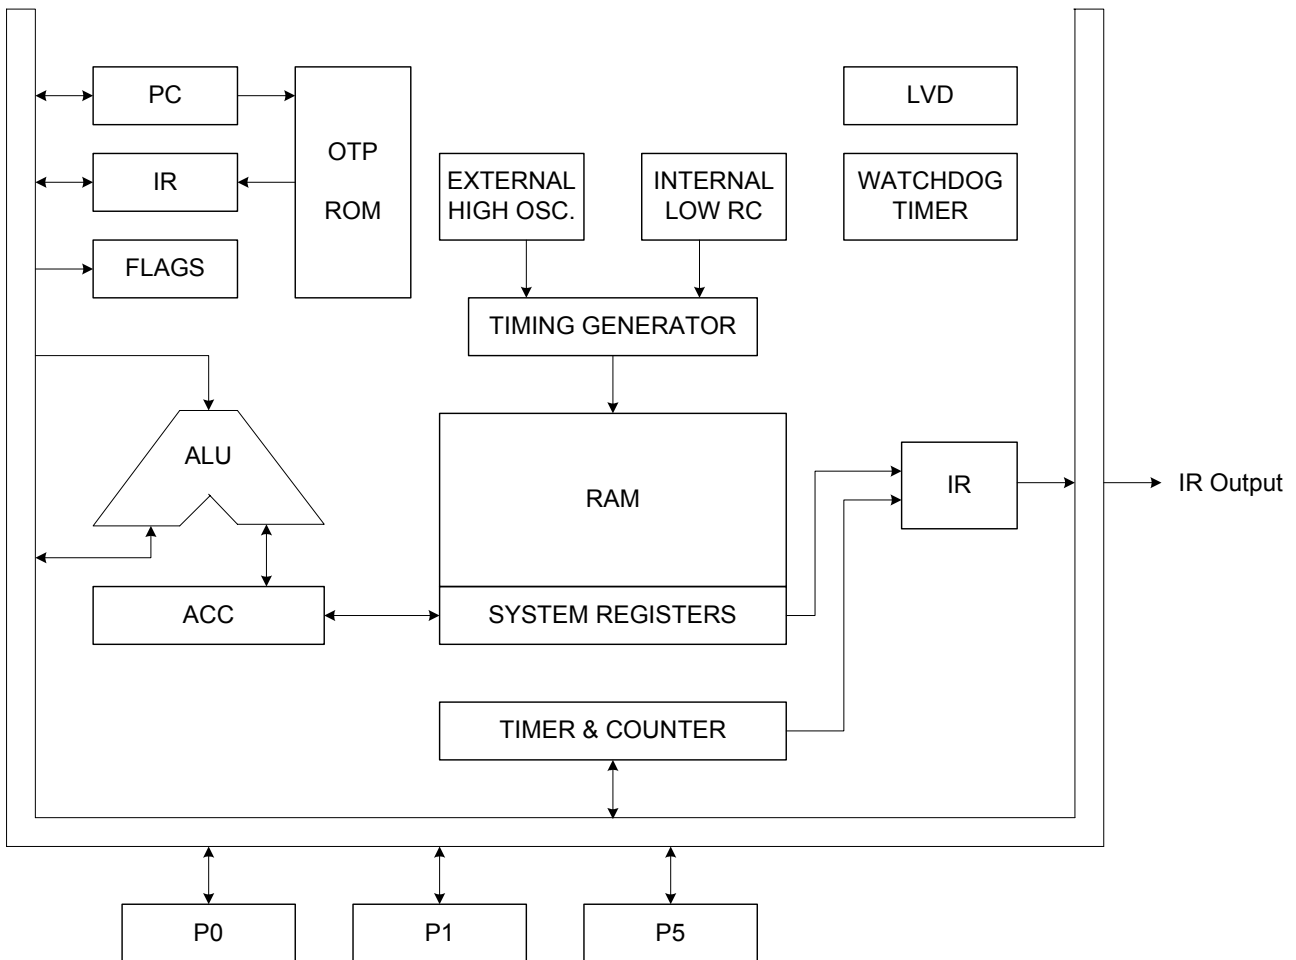 PC
LVD
OTP
ROM
IR
EXTERNAL
HIGH OSC.
INTERNAL
LOW RC
WATCHDOG
TIMER
FLAGS
TIMING GENERATOR
ALU
RAM
IR
IR Output
ACC
SYSTEM REGISTERS
TIMER & COUNTER
P0
P1
P5